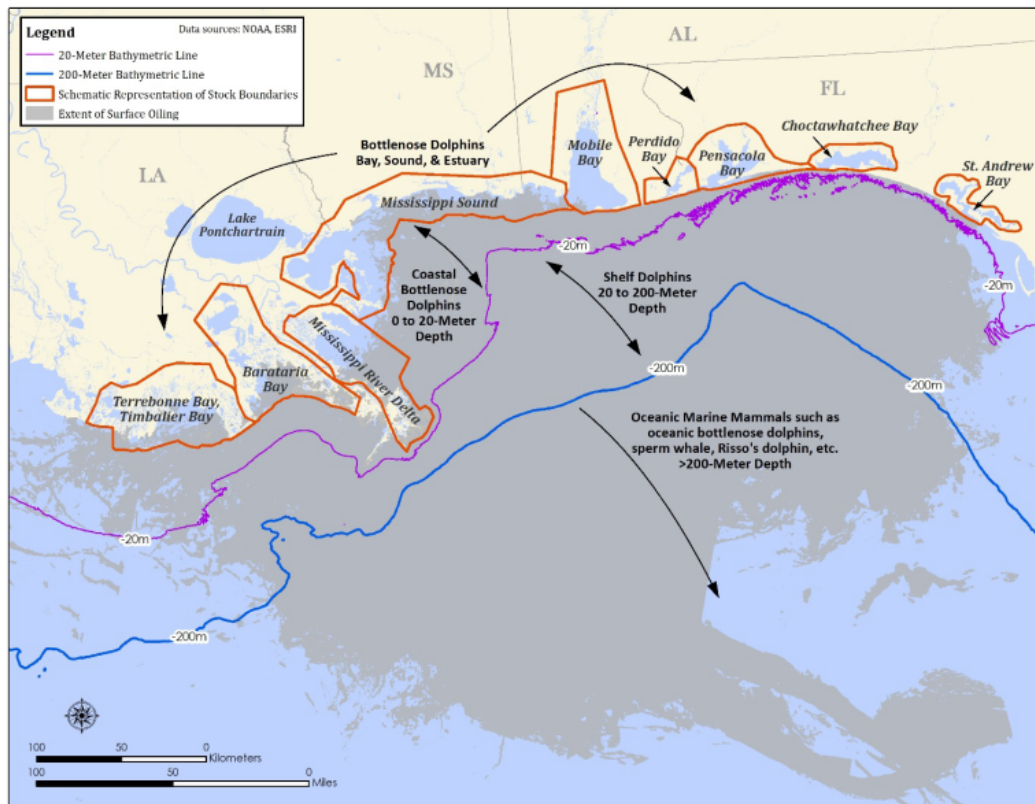 Legend
Data sources: NOAA, ESRI
20-Meter Bathymetric Line
200-Meter Bathymetric Line
Schematic Representation of Stock Boundaries
Extent of Surface Oiling
LA
MS
AL
FL
Bottlenose Dolphins
Bay, Sound, & Estuary
Mobile
Bay
Perdido
Bay
Pensacola
Bay
Choctawhatchee Bay
St. Andrew
Bay
Mississippi Sound
Lake
Pontchartrain
Coastal
Bottlenose
Dolphins
0 to 20-Meter
Depth
Shelf Dolphins
20 to 200-Meter
Depth
-20m
-20m
Mississippi River Delta
Barataria
Bay
Terrebonne Bay,
Timbalier Bay
-200m
-200m
Oceanic Marine Mammals such as
oceanic bottlenose dolphins,
sperm whale, Risso's dolphin, etc.
>200-Meter Depth
-20m
-200m
100 50 0
Kilometers
100 50 0
Miles